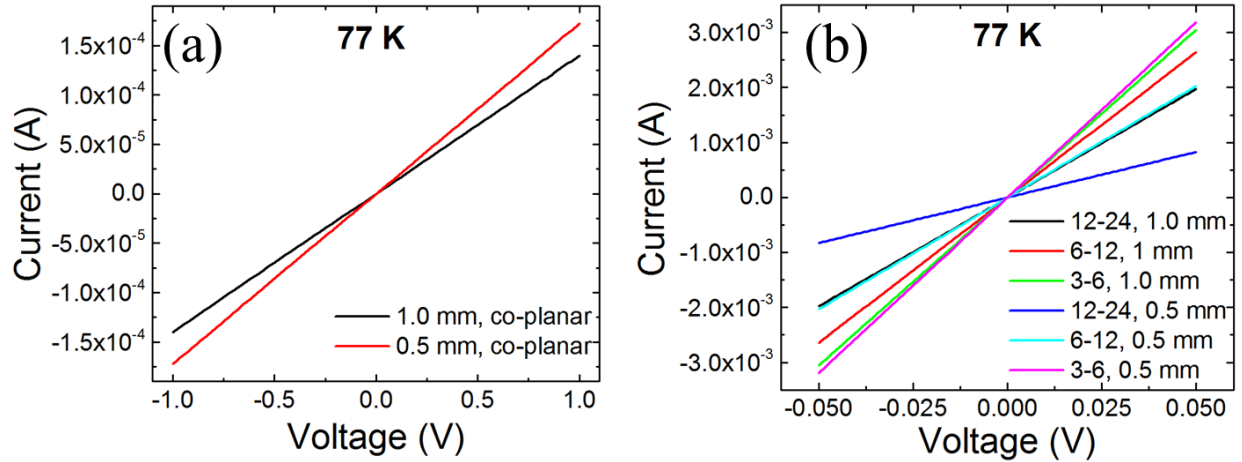 (a)
77 K
1.5x10⁻⁴
1.0x10⁻⁴
5.0x10⁻⁵
0.0
-5.0x10⁻⁵
-1.0x10⁻⁴
-1.5x10⁻⁴
Current (A)
1.0 mm, co-planar
0.5 mm, co-planar
-1.0 -0.5 0.0 0.5 1.0
Voltage (V)
(b)
77 K
3.0x10⁻³
2.0x10⁻³
1.0x10⁻³
0.0
-1.0x10⁻³
-2.0x10⁻³
-3.0x10⁻³
Current (A)
12-24, 1.0 mm
6-12, 1 mm
3-6, 1.0 mm
12-24, 0.5 mm
6-12, 0.5 mm
3-6, 0.5 mm
-0.050 -0.025 0.000 0.025 0.050
Voltage (V)